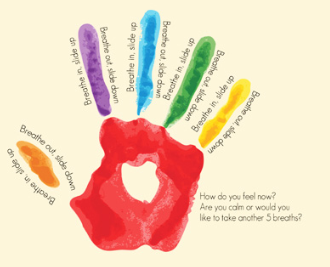 Breathe in, slide up
Breathe out, slide down
Breathe in, slide up
Breathe out, slide down
Breathe in, slide up
Breathe out, slide down
Breathe in, slide up
Breathe out, slide down
Breathe in, slide up
Breathe out, slide down
How do you feel now?
Are you calm or would you
like to take another 5 breaths?